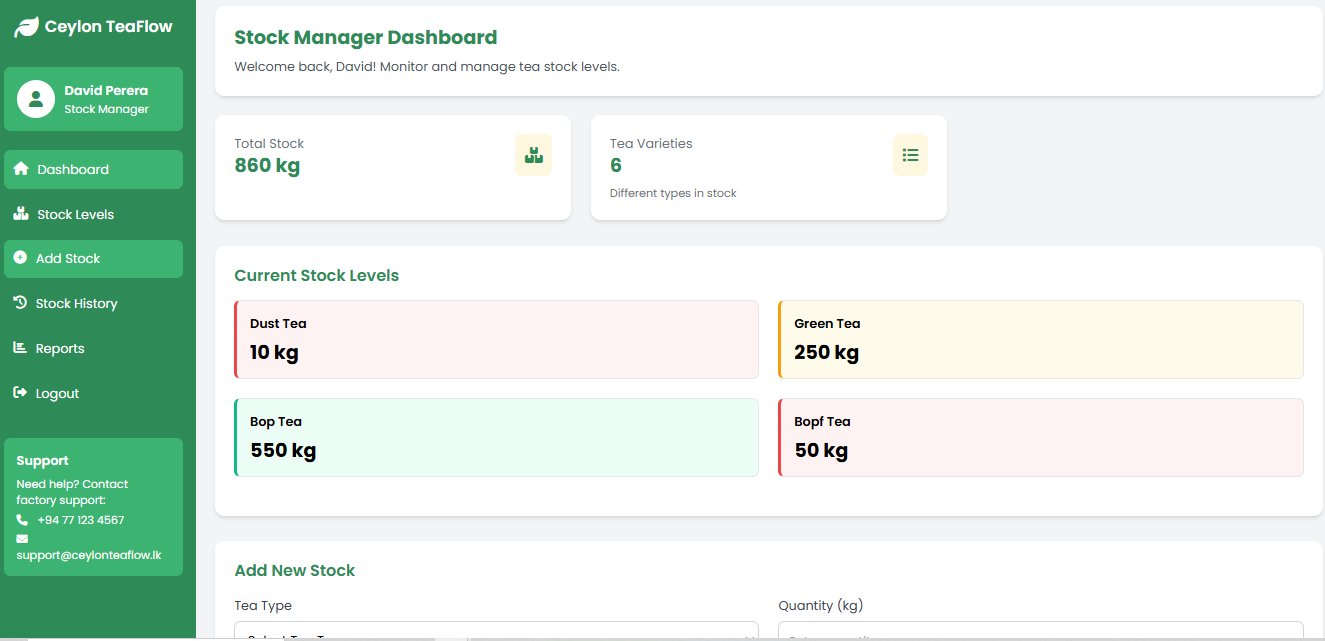 Ceylon TeaFlow
David Perera
Stock Manager
Dashboard
Stock Levels
Add Stock
Stock History
Reports
Logout
Support
Need help? Contact
factory support:
+94 77 123 4567
support@ceylonteaflow.lk
Stock Manager Dashboard
Welcome back, David! Monitor and manage tea stock levels.
Total Stock
860 kg
Tea Varieties
6
Different types in stock
Current Stock Levels
Dust Tea
10 kg
Green Tea
250 kg
Bop Tea
550 kg
Bopf Tea
50 kg
Add New Stock
Tea Type
Quantity (kg)